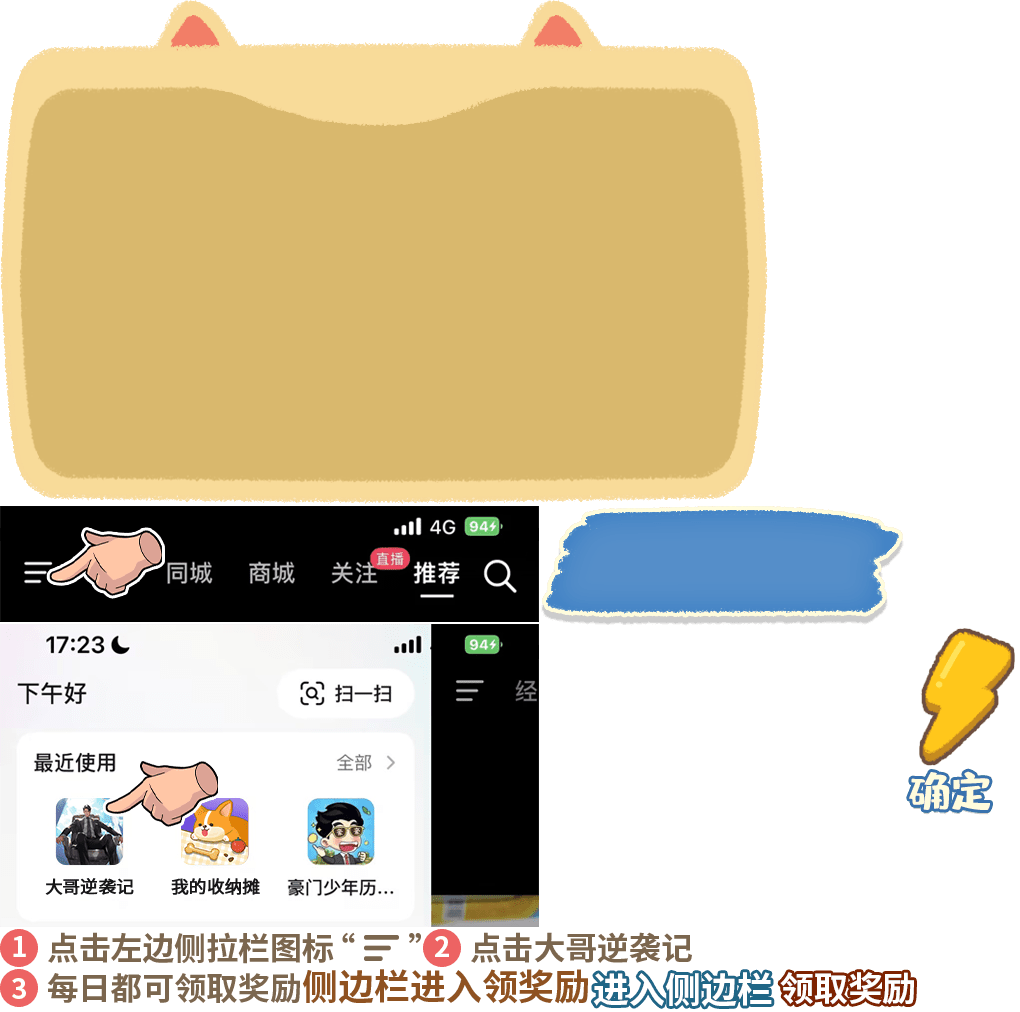 4G 94
同城 商城 关注 直播 推荐
17:23 94
下午好 扫一扫 经
最近使用 全部
大哥逆袭记 我的收纳摊 豪门少年历...
确定
1 点击左边侧拉栏图标“ ” 2 点击大哥逆袭记
3 每日都可领取奖励 侧边栏进入领奖励 进入侧边栏 领取奖励